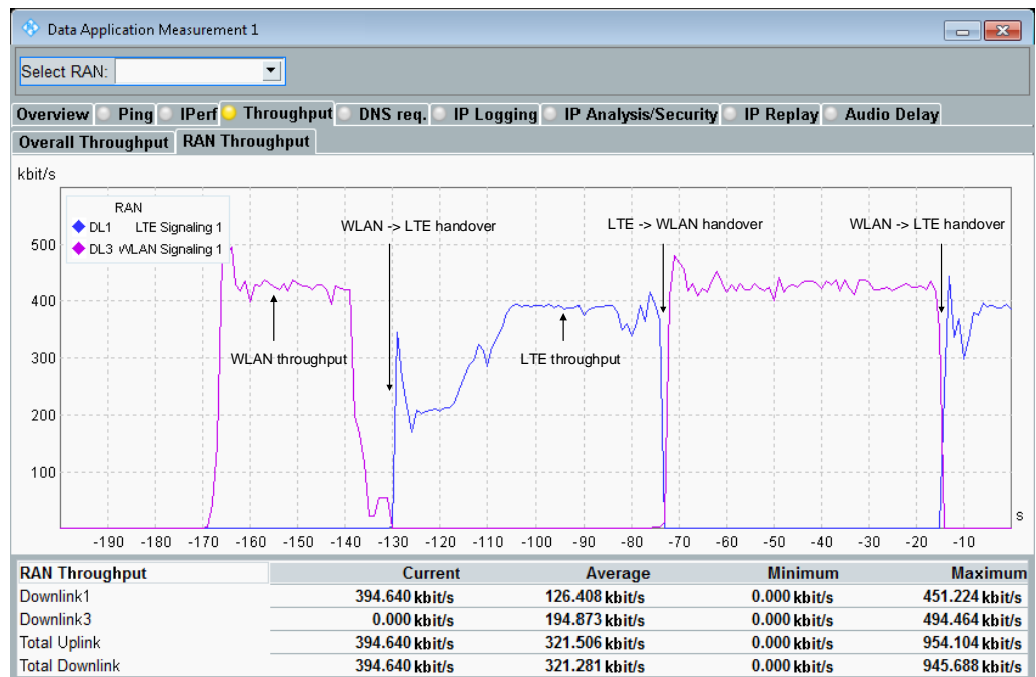 Data Application Measurement 1
Select RAN:
Overview Ping IPerf Throughput DNS req. IP Logging IP Analysis/Security IP Replay Audio Delay
Overall Throughput RAN Throughput
kbit/s
RAN
DL1 LTE Signaling 1
DL3 WLAN Signaling 1
WLAN -> LTE handover
LTE -> WLAN handover
WLAN -> LTE handover
500
400
300
200
100
WLAN throughput
LTE throughput
s
-190 -180 -170 -160 -150 -140 -130 -120 -110 -100 -90 -80 -70 -60 -50 -40 -30 -20 -10
RAN Throughput Current Average Minimum Maximum
Downlink1 394.640 kbit/s 126.408 kbit/s 0.000 kbit/s 451.224 kbit/s
Downlink3 0.000 kbit/s 194.873 kbit/s 0.000 kbit/s 494.464 kbit/s
Total Uplink 394.640 kbit/s 321.506 kbit/s 0.000 kbit/s 954.104 kbit/s
Total Downlink 394.640 kbit/s 321.281 kbit/s 0.000 kbit/s 945.688 kbit/s